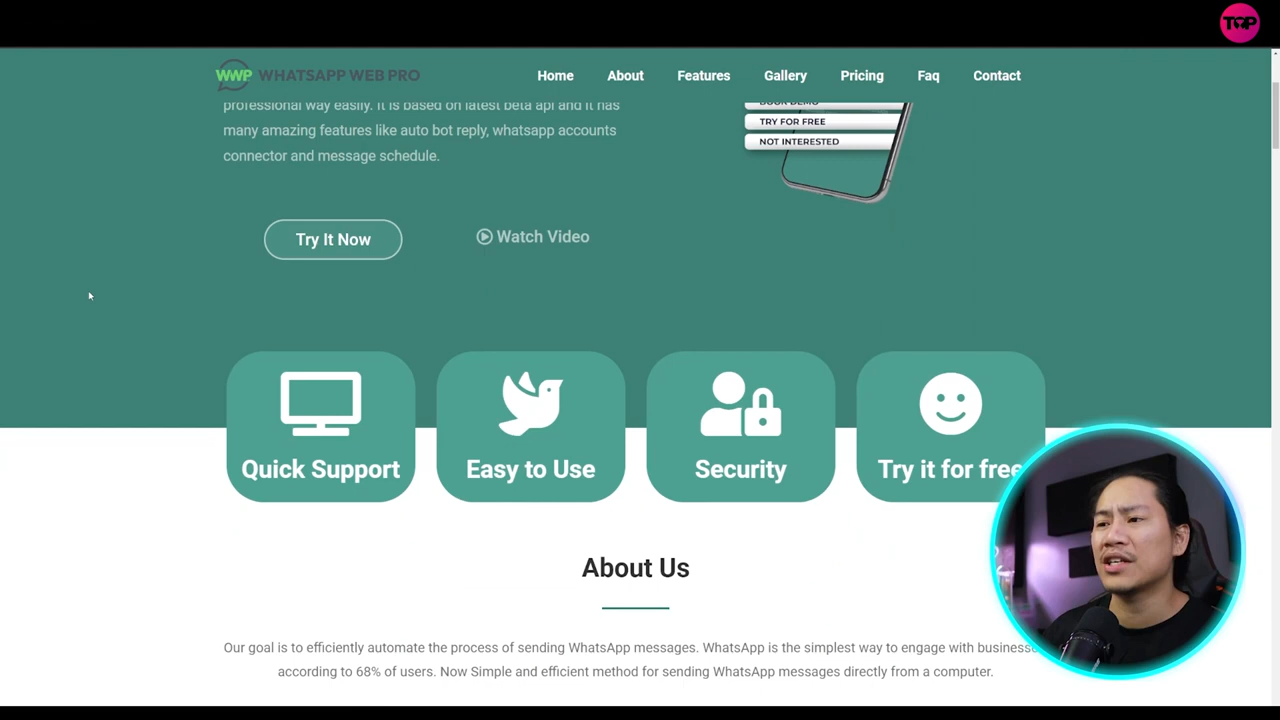 TOP
WWP WHATSAPP WEB PRO
Home About Features Gallery Pricing Faq Contact
professional way easily. It is based on latest beta api and it has
many amazing features like auto bot reply, whatsapp accounts
connector and message schedule.
BOOK DEMO
TRY FOR FREE
NOT INTERESTED
Try It Now
Watch Video
Quick Support
Easy to Use
Security
Try it for free
About Us
Our goal is to efficiently automate the process of sending WhatsApp messages. WhatsApp is the simplest way to engage with
according to 68% of users. Now Simple and efficient method for sending WhatsApp messages directly from a computer.